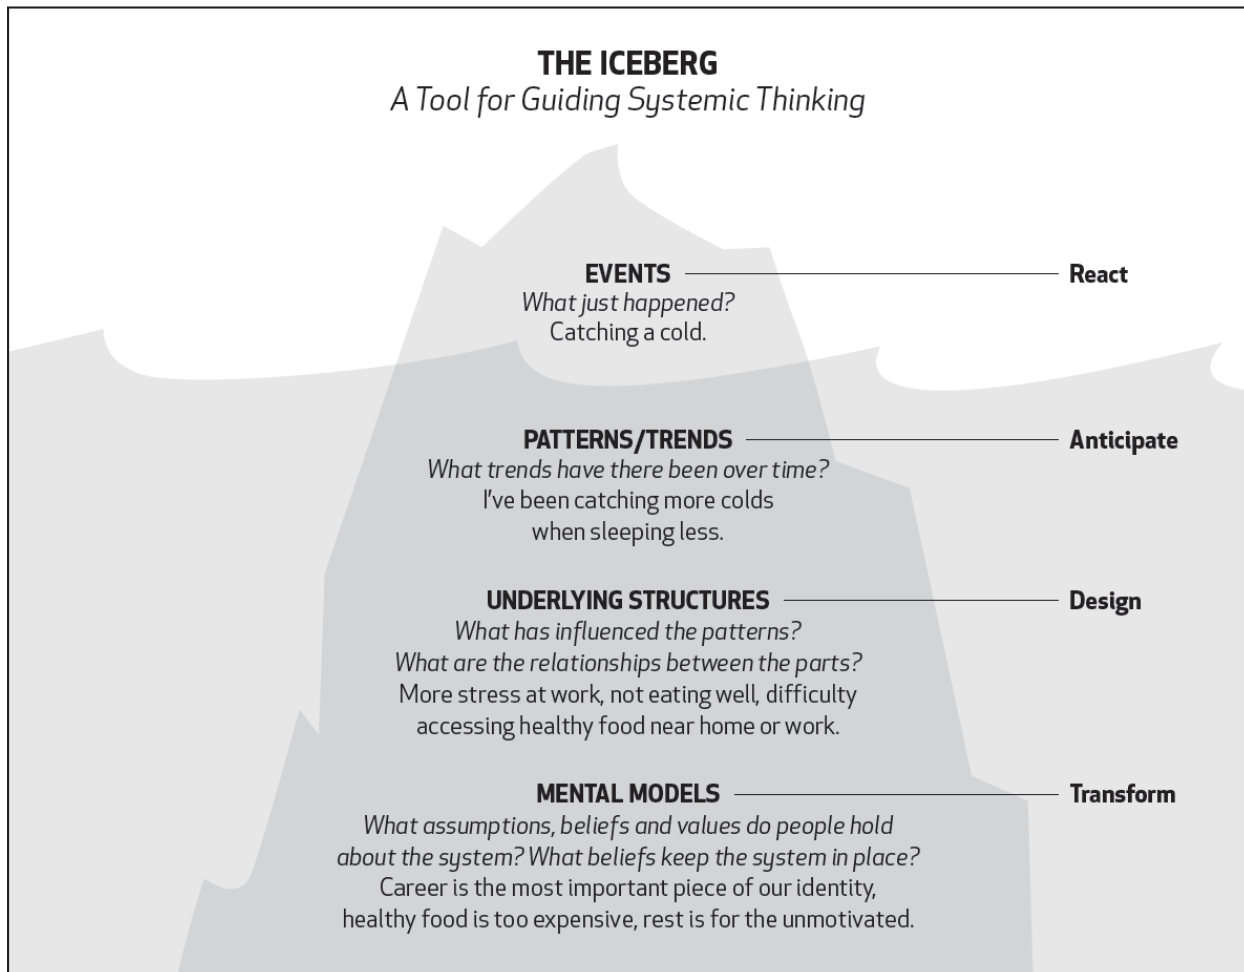 THE ICEBERG
A Tool for Guiding Systemic Thinking
EVENTS
React
What just happened?
Catching a cold.
PATTERNS/TRENDS
Anticipate
What trends have there been over time?
I've been catching more colds
when sleeping less.
UNDERLYING STRUCTURES
Design
What has influenced the patterns?
What are the relationships between the parts?
More stress at work, not eating well, difficulty
accessing healthy food near home or work.
MENTAL MODELS
Transform
What assumptions, beliefs and values do people hold
about the system? What beliefs keep the system in place?
Career is the most important piece of our identity,
healthy food is too expensive, rest is for the unmotivated.